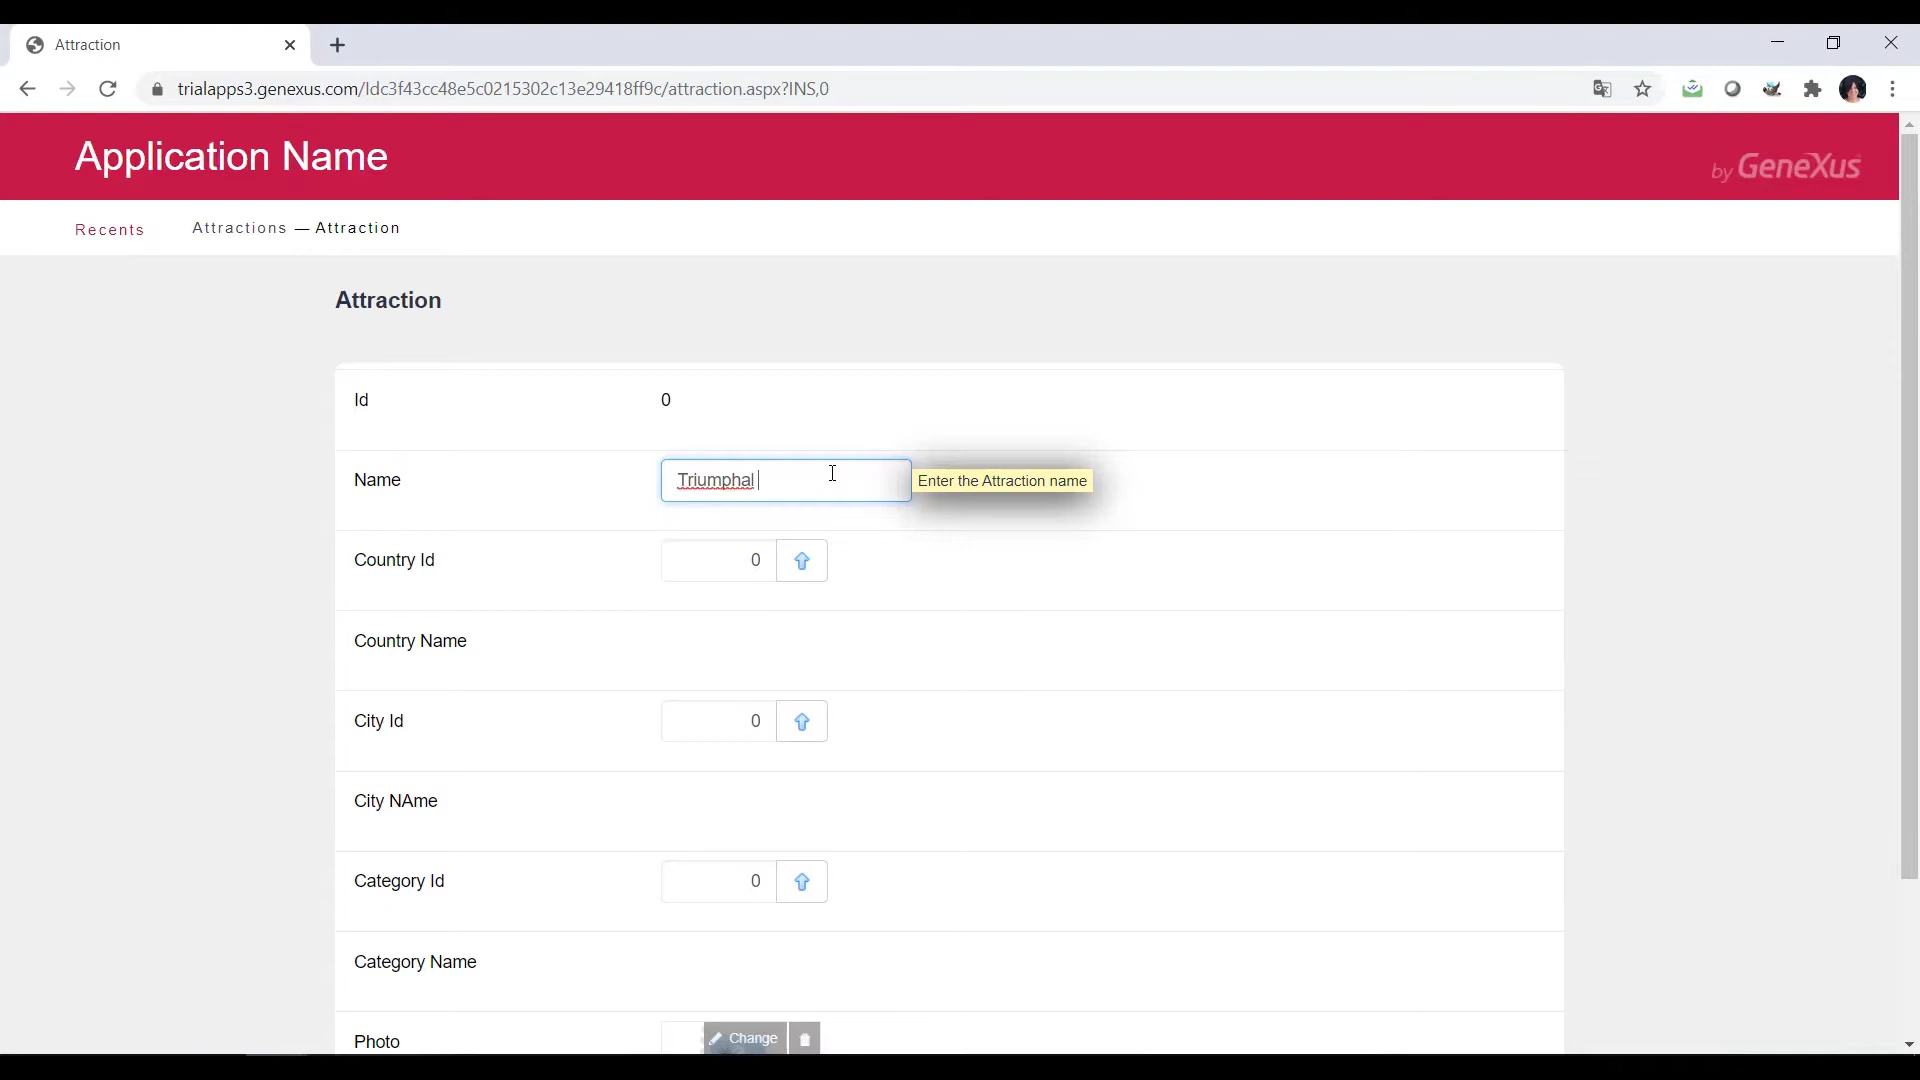 Attraction
trialapps3.genexus.com/Idc3f43cc48e5c0215302c13e29418ff9c/attraction.aspx?INS,0
Application Name
by GeneXus
Recents Attractions — Attraction
Attraction
Id 0
Name Triumphal Enter the Attraction name
Country Id 0
Country Name
City Id 0
City NAme
Category Id 0
Category Name
Photo Change